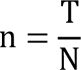 n = T/N